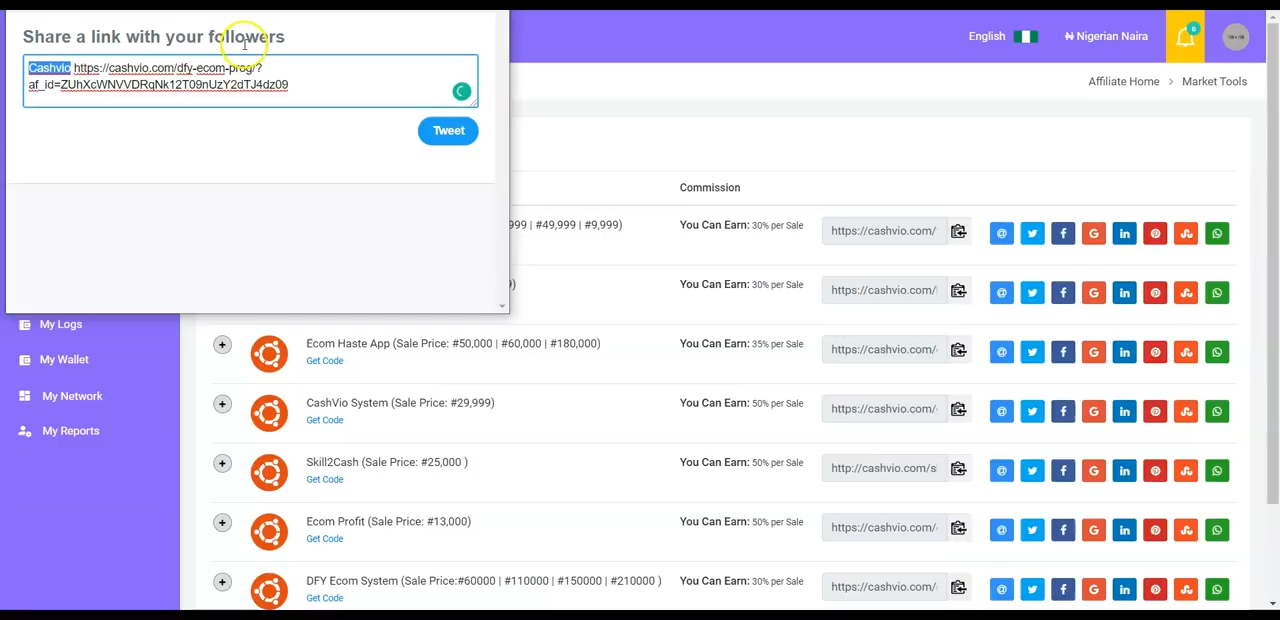 Share a link with your followers
Cashvio https://cashvio.com/dfy-ecom-prog/?
af_id=ZUhXcWNVVDRqNk12T09nUzY2dTJ4dz09
Tweet
English
₦ Nigerian Naira
0
Affiliate Home > Market Tools
Commission
999 | #49,999 | #9,999)
You Can Earn: 30% per Sale
https://cashvio.com/
You Can Earn: 30% per Sale
https://cashvio.com/
My Logs
My Wallet
My Network
My Reports
Ecom Haste App (Sale Price: #50,000 | #60,000 | #180,000)
Get Code
You Can Earn: 35% per Sale
https://cashvio.com/
CashVio System (Sale Price: #29,999)
Get Code
You Can Earn: 50% per Sale
https://cashvio.com/
Skill2Cash (Sale Price: #25,000 )
Get Code
You Can Earn: 50% per Sale
http://cashvio.com/s
Ecom Profit (Sale Price: #13,000)
Get Code
You Can Earn: 50% per Sale
https://cashvio.com/
DFY Ecom System (Sale Price:#60000 | #110000 | #150000 | #210000 )
Get Code
You Can Earn: 30% per Sale
https://cashvio.com/